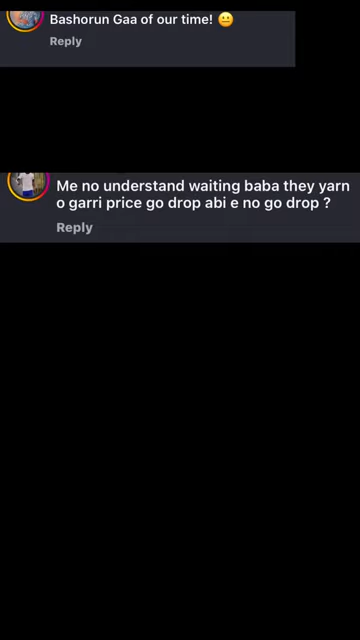 Bashorun Gaa of our time! 😐
Reply
Me no understand waiting baba they yarn
o garri price go drop abi e no go drop ?
Reply